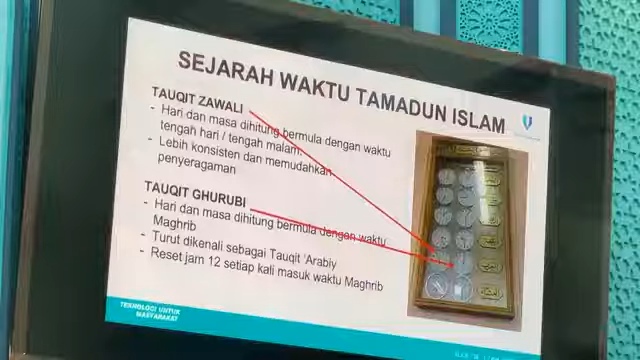 SEJARAH WAKTU TAMADUN ISLAM
TAUQIT ZAWALI
- Hari dan masa dihitung bermula dengan waktu
tengah hari / tengah malam.
- Lebih konsisten dan memudahkan
penyeragaman
TAUQIT GHURUBI
- Hari dan masa dihitung bermula dengan waktu
Maghrib
- Turut dikenali sebagai Tauqit ‘Arabiy
- Reset jam 12 setiap kali masuk waktu Maghrib
TEKNOLOGI UNTUK
MASYARAKAT